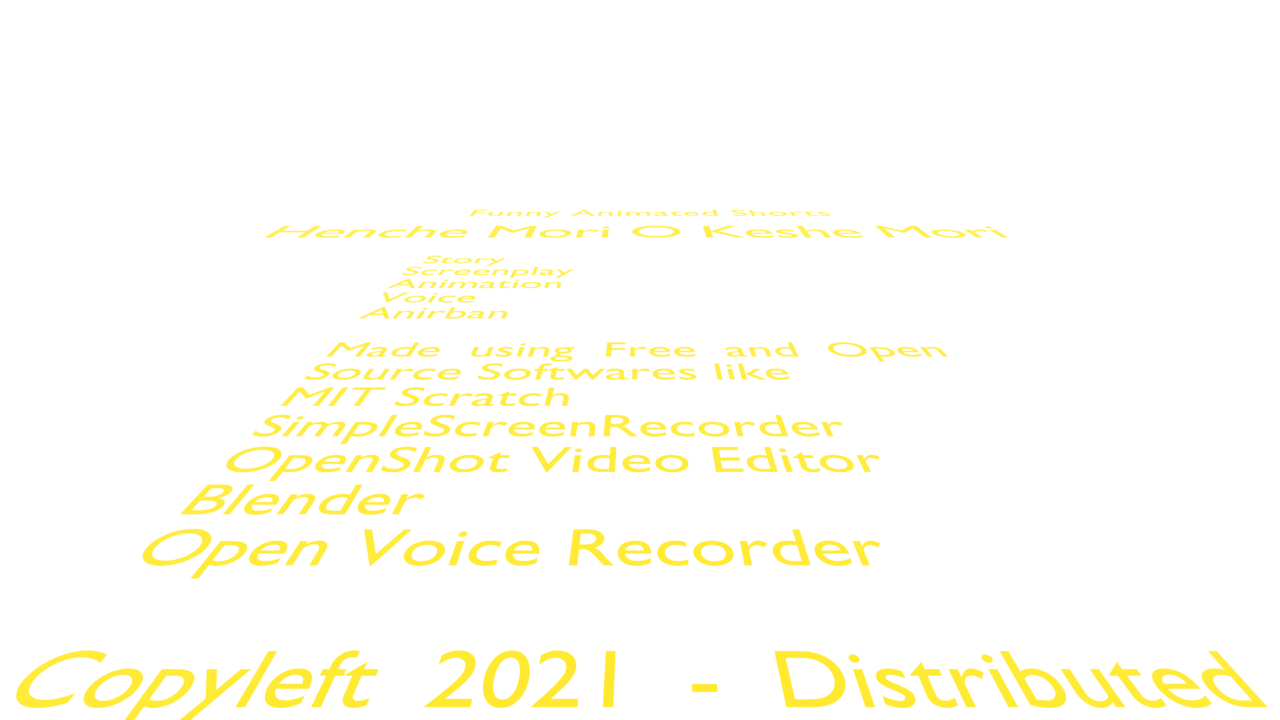 Funny Animated Shorts
Henche Mori O Keshe Mori
Story
Screenplay
Animation
Voice
Anirban
Made using Free and Open
Source Softwares like
MIT Scratch
SimpleScreenRecorder
OpenShot Video Editor
Blender
Open Voice Recorder
Copyleft 2021 - Distributed